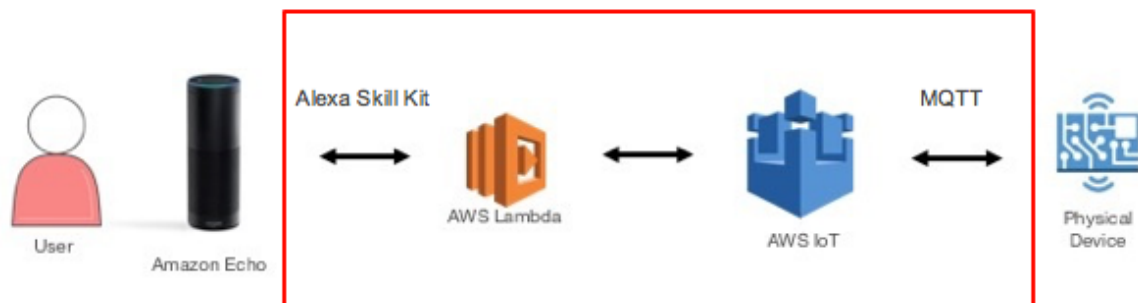 Alexa Skill Kit
MQTT
AWS Lambda
AWS IoT
User
Amazon Echo
Physical
Device